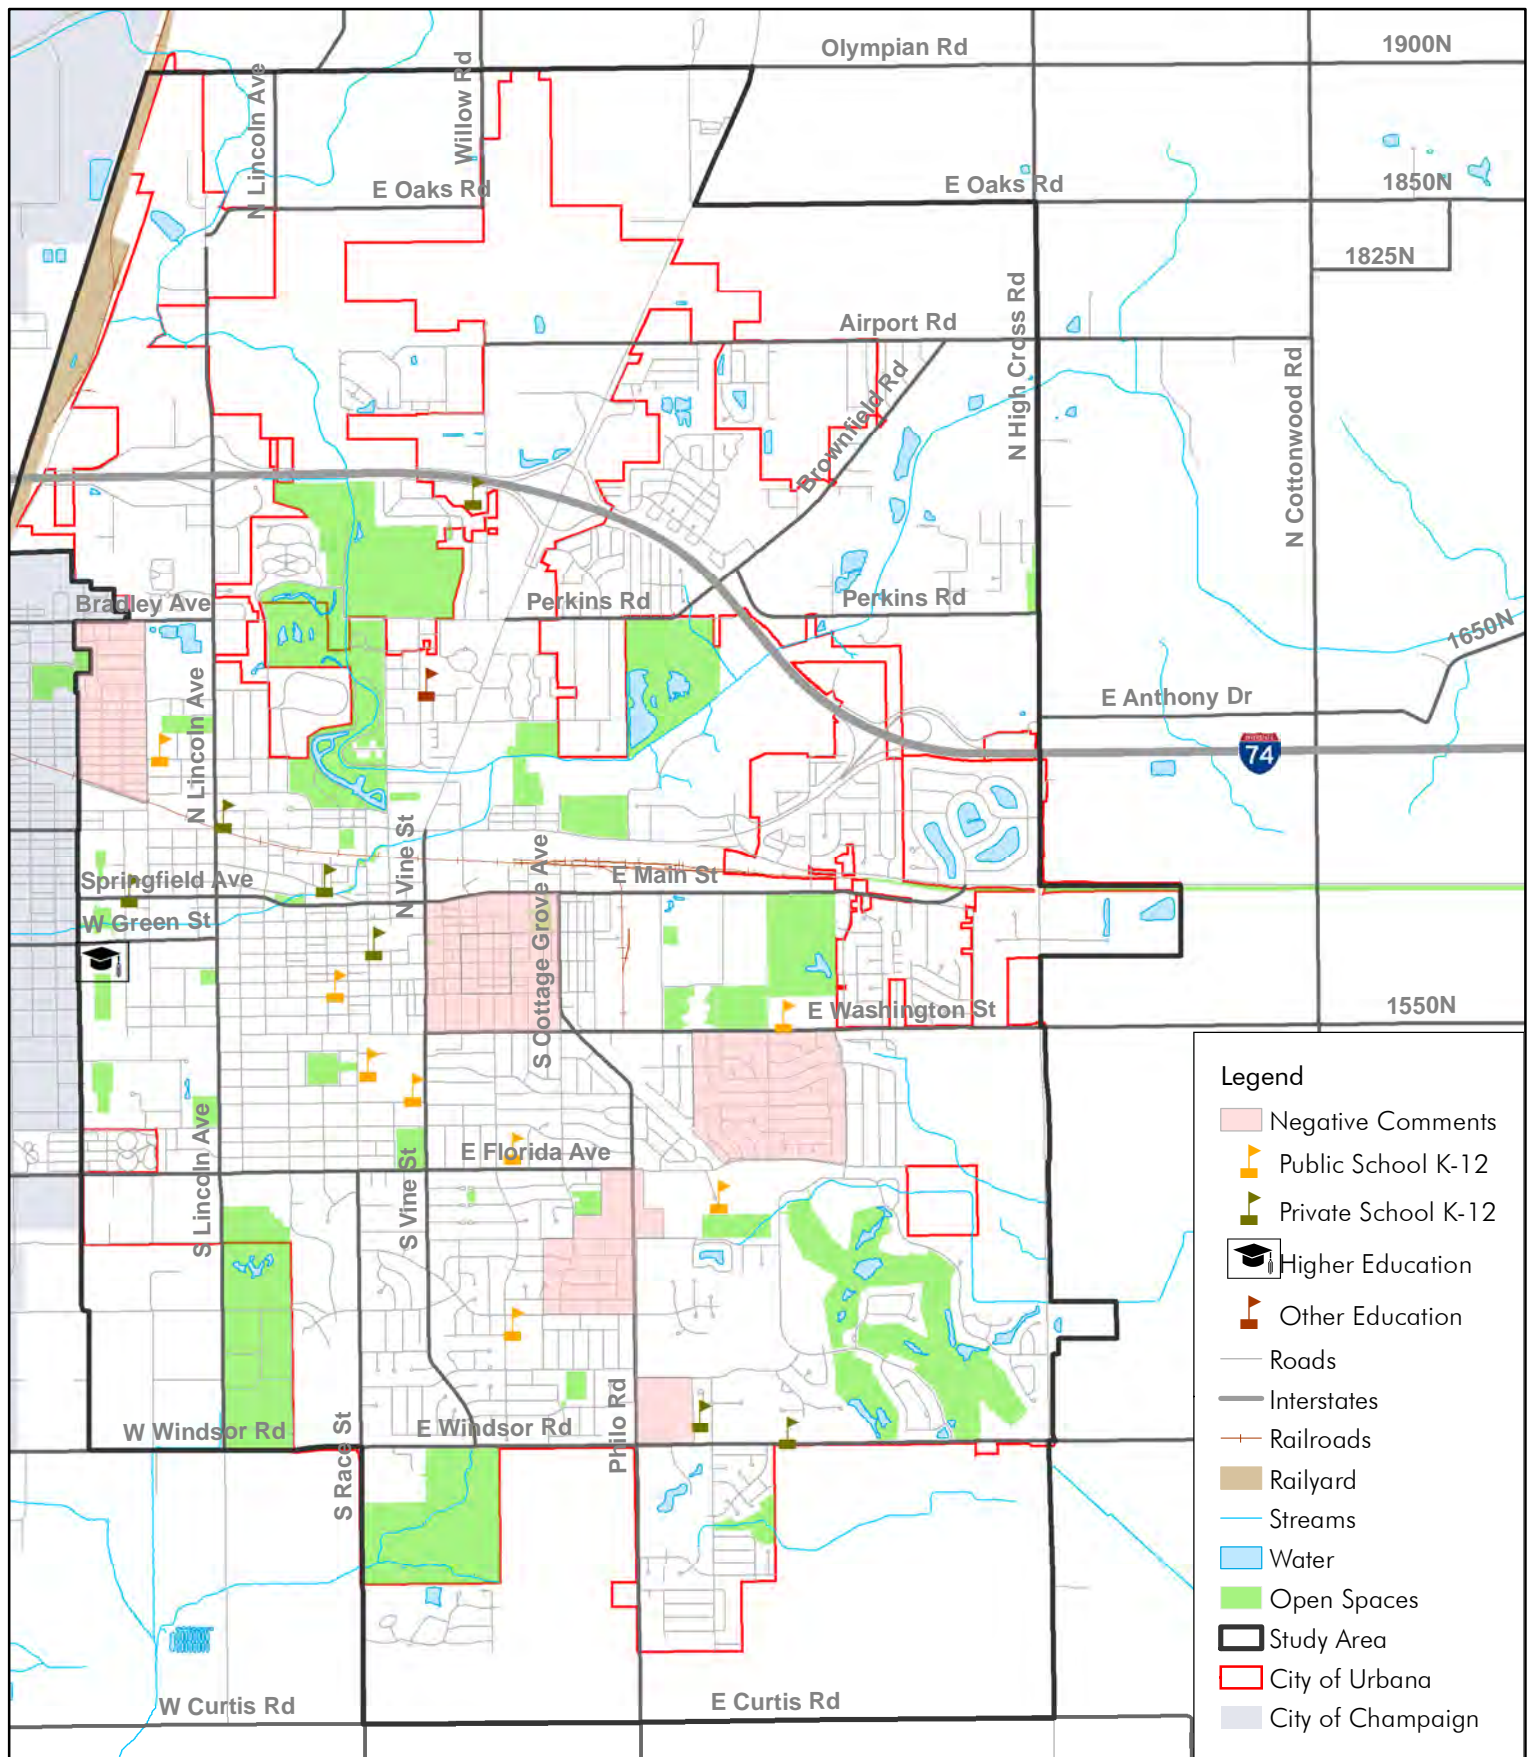 Olympian Rd
1900N
N Lincoln Ave
Willow Rd
E Oaks Rd
E Oaks Rd
1850N
1825N
Airport Rd
N High Cross Rd
Brownfield Rd
N Cottonwood Rd
Bradley Ave
Perkins Rd
Perkins Rd
1650N
N Lincoln Ave
E Anthony Dr
INTERSTATE
74
N Vine St
S Cottage Grove Ave
Springfield Ave
E Main St
W Green St
E Washington St
1550N
S Lincoln Ave
E Florida Ave
S Vine St
W Windsor Rd
S Race St
E Windsor Rd
Philo Rd
W Curtis Rd
E Curtis Rd
Legend
Negative Comments
Public School K-12
Private School K-12
Higher Education
Other Education
Roads
Interstates
Railroads
Railyard
Streams
Water
Open Spaces
Study Area
City of Urbana
City of Champaign